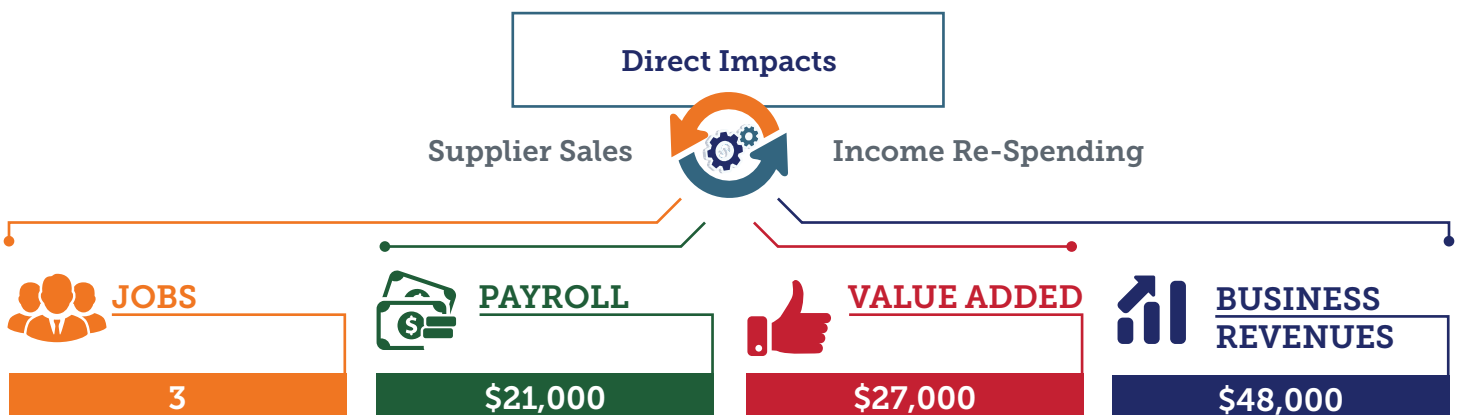 Direct Impacts
Supplier Sales
Income Re-Spending
JOBS
3
PAYROLL
$
$21,000
VALUE ADDED
$27,000
BUSINESS
REVENUES
$48,000